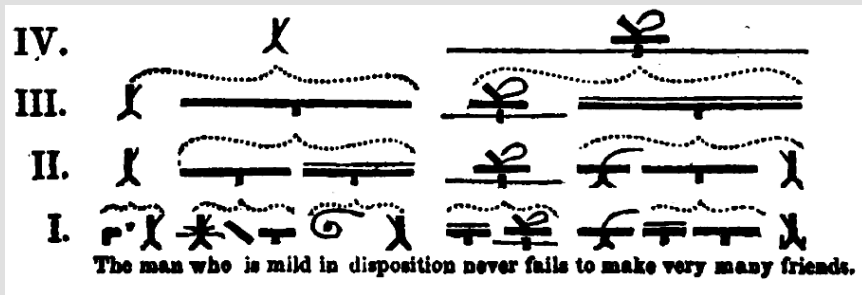 IV.
III.
II.
I.
The man who is mild in disposition never fails to make very many friends.